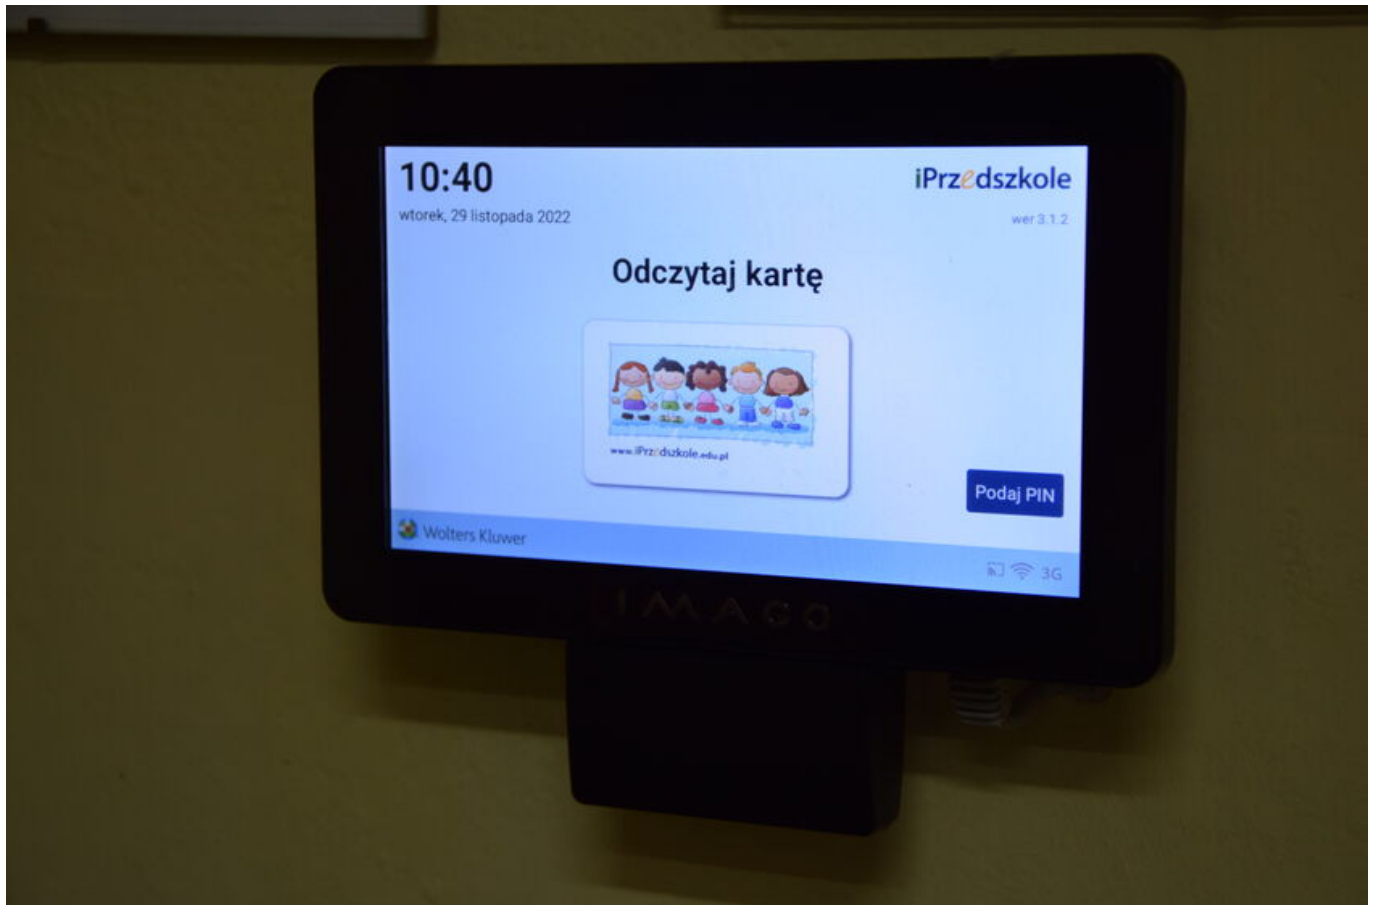 10:40
iPrzedszkole
wtorek, 29 listopada 2022
wer 3.1.2
Odczytaj kartę
www.iPrzedszkole.edu.pl
Podaj PIN
Wolters Kluwer
3G
IMAGO